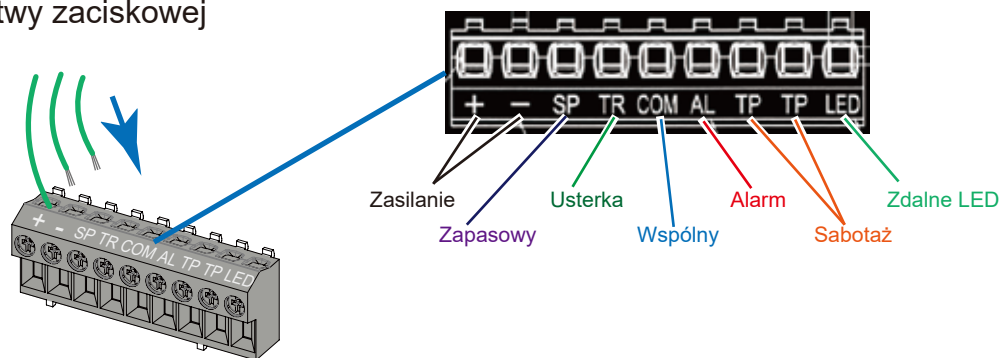 twy zaciskowej
+ − SP TR COM AL TP TP LED
Zasilanie Usterka Alarm Zdalne LED
Zapasowy Wspólny Sabotaż
+ - SP TR COM AL TP TP LED